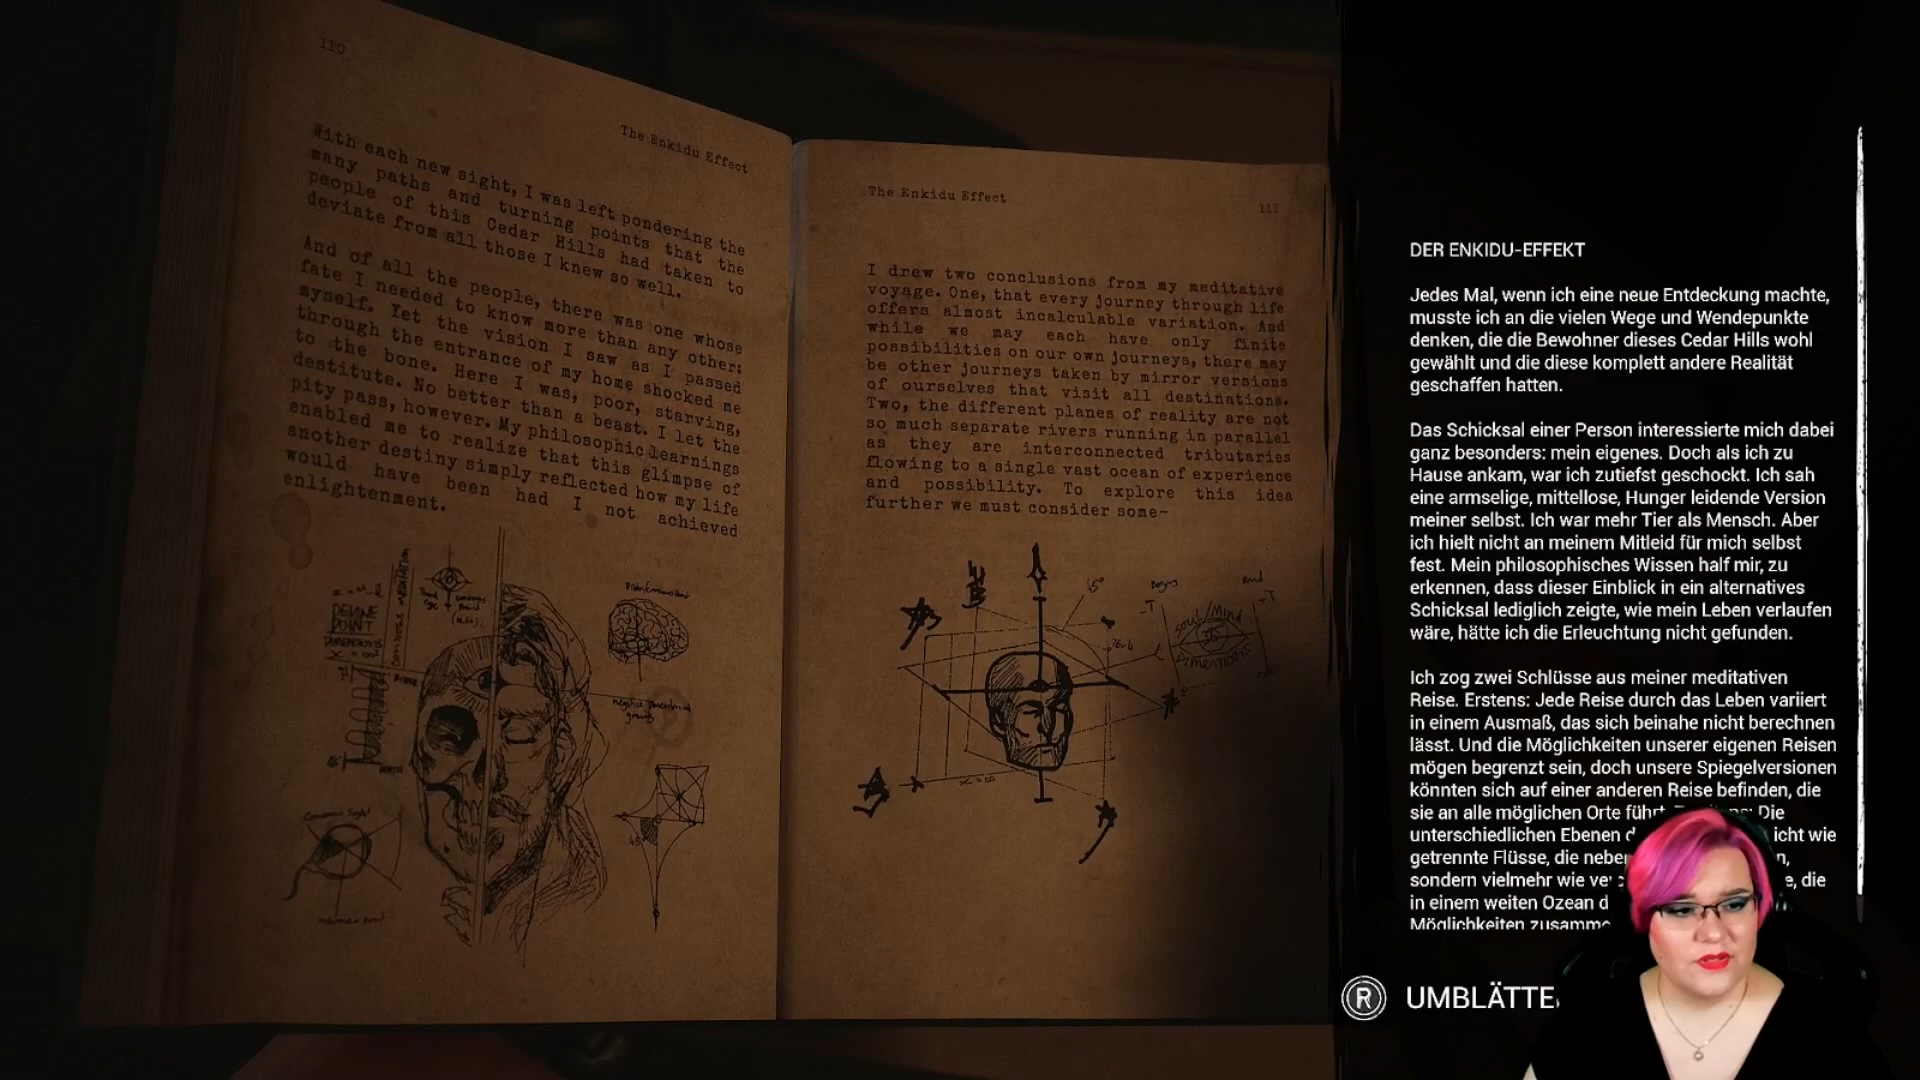 110
The Enkidu Effect
With each new sight, I was left pondering the
many paths and turning points that the
people of this Cedar Hills had taken to
deviate from all those I knew so well.
And of all the people, there was one whose
fate I needed to know more than any other:
myself. Yet the vision I saw as I passed
through the entrance of my home shocked me
to the bone. Here I was, poor, starving,
destitute. No better than a beast. I let the
pity pass, however. My philosophic learnings
enabled me to realize that this glimpse of
another destiny simply reflected how my life
would have been had I not achieved
enlightenment.
DEVINE
POINT
The Enkidu Effect
111
I drew two conclusions from my meditative
voyage. One, that every journey through life
offers almost incalculable variation. And
while we may each have only finite
possibilities on our own journeys, there may
be other journeys taken by mirror versions
of ourselves that visit all destinations.
Two, the different planes of reality are not
so much separate rivers running in parallel
as they are interconnected tributaries
flowing to a single vast ocean of experience
and possibility. To explore this idea
further we must consider some-
45°
-T
+T
soul/mind
DIMENTIONS
DER ENKIDU-EFFEKT
Jedes Mal, wenn ich eine neue Entdeckung machte,
musste ich an die vielen Wege und Wendepunkte
denken, die die Bewohner dieses Cedar Hills wohl
gewählt und die diese komplett andere Realität
geschaffen hatten.
Das Schicksal einer Person interessierte mich dabei
ganz besonders: mein eigenes. Doch als ich zu
Hause ankam, war ich zutiefst geschockt. Ich sah
eine armselige, mittellose, Hunger leidende Version
meiner selbst. Ich war mehr Tier als Mensch. Aber
ich hielt nicht an meinem Mitleid für mich selbst
fest. Mein philosophisches Wissen half mir, zu
erkennen, dass dieser Einblick in ein alternatives
Schicksal lediglich zeigte, wie mein Leben verlaufen
wäre, hätte ich die Erleuchtung nicht gefunden.
Ich zog zwei Schlüsse aus meiner meditativen
Reise. Erstens: Jede Reise durch das Leben variiert
in einem Ausmaß, das sich beinahe nicht berechnen
lässt. Und die Möglichkeiten unserer eigenen Reisen
mögen begrenzt sein, doch unsere Spiegelversionen
könnten sich auf einer anderen Reise befinden, die
sie an alle möglichen Orte führt. Die
unterschiedlichen Ebenen icht wie
getrennte Flüsse, die
sondern vielmehr wie die
in einem weiten Ozean
Möglichkeiten
R UMBLÄTTE